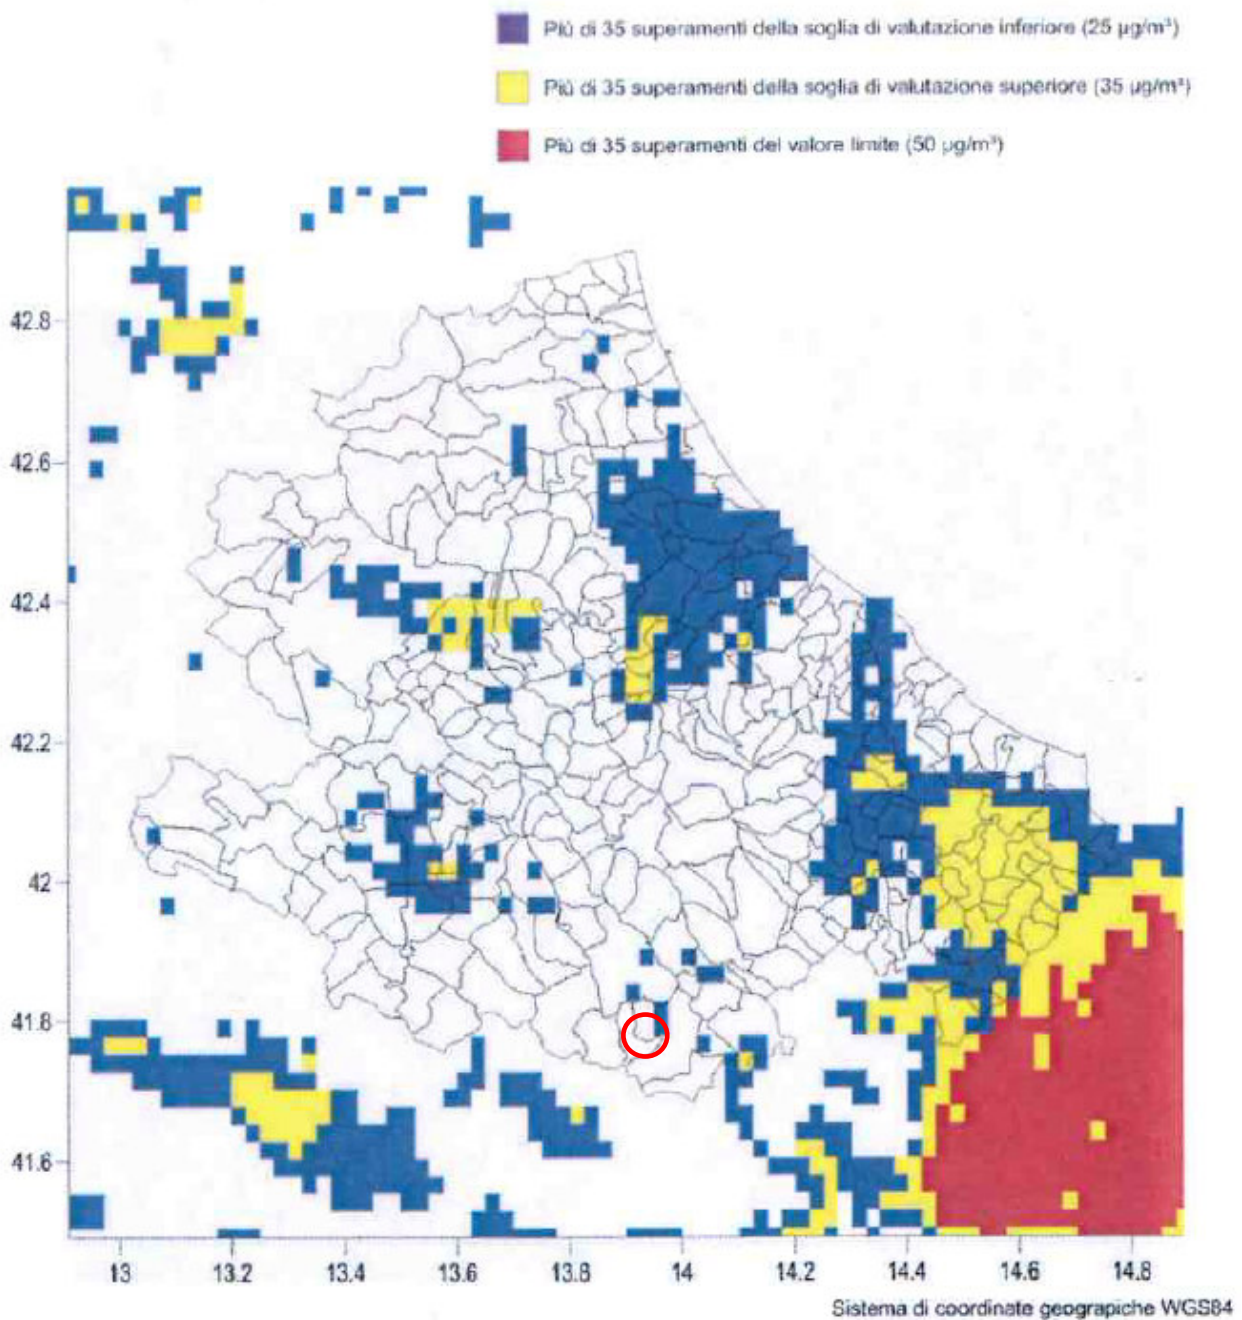 Più di 35 superamenti della soglia di valutazione inferiore (25 µg/m³)
Più di 35 superamenti della soglia di valutazione superiore (35 µg/m³)
Più di 35 superamenti del valore limite (50 µg/m³)
42.8
42.6
42.4
42.2
42
41.8
41.6
13 13.2 13.4 13.6 13.8 14 14.2 14.4 14.6 14.8
Sistema di coordinate geograpiche WGS84